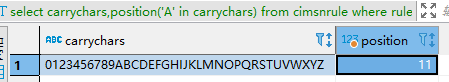 select carrychars,position('A' in carrychars) from cimsnrule where rule
carrychars position
1 0123456789ABCDEFGHIJKLMNOPQRSTUVWXYZ 11